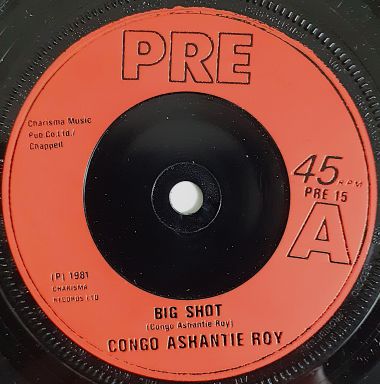 PRE
Charisma Music
Pub.Co.Ltd./
Chappell
45 RPM
PRE 15
A
(P) 1981
CHARISMA
RECORDS LTD
BIG SHOT
(Congo Ashantie Roy)
CONGO ASHANTIE ROY